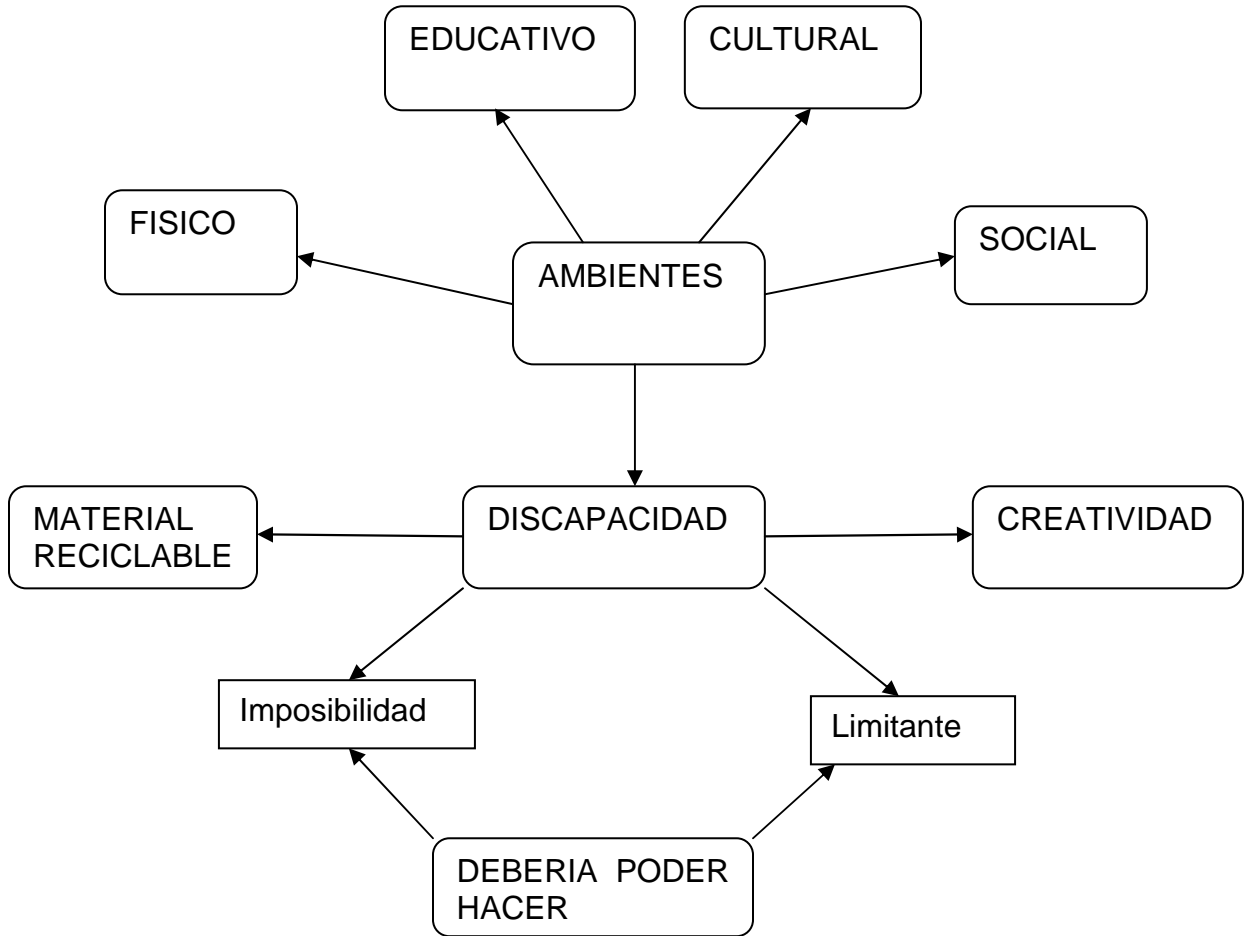 EDUCATIVO
CULTURAL
FISICO
SOCIAL
AMBIENTES
MATERIAL
RECICLABLE
DISCAPACIDAD
CREATIVIDAD
Imposibilidad
Limitante
DEBERIA PODER
HACER